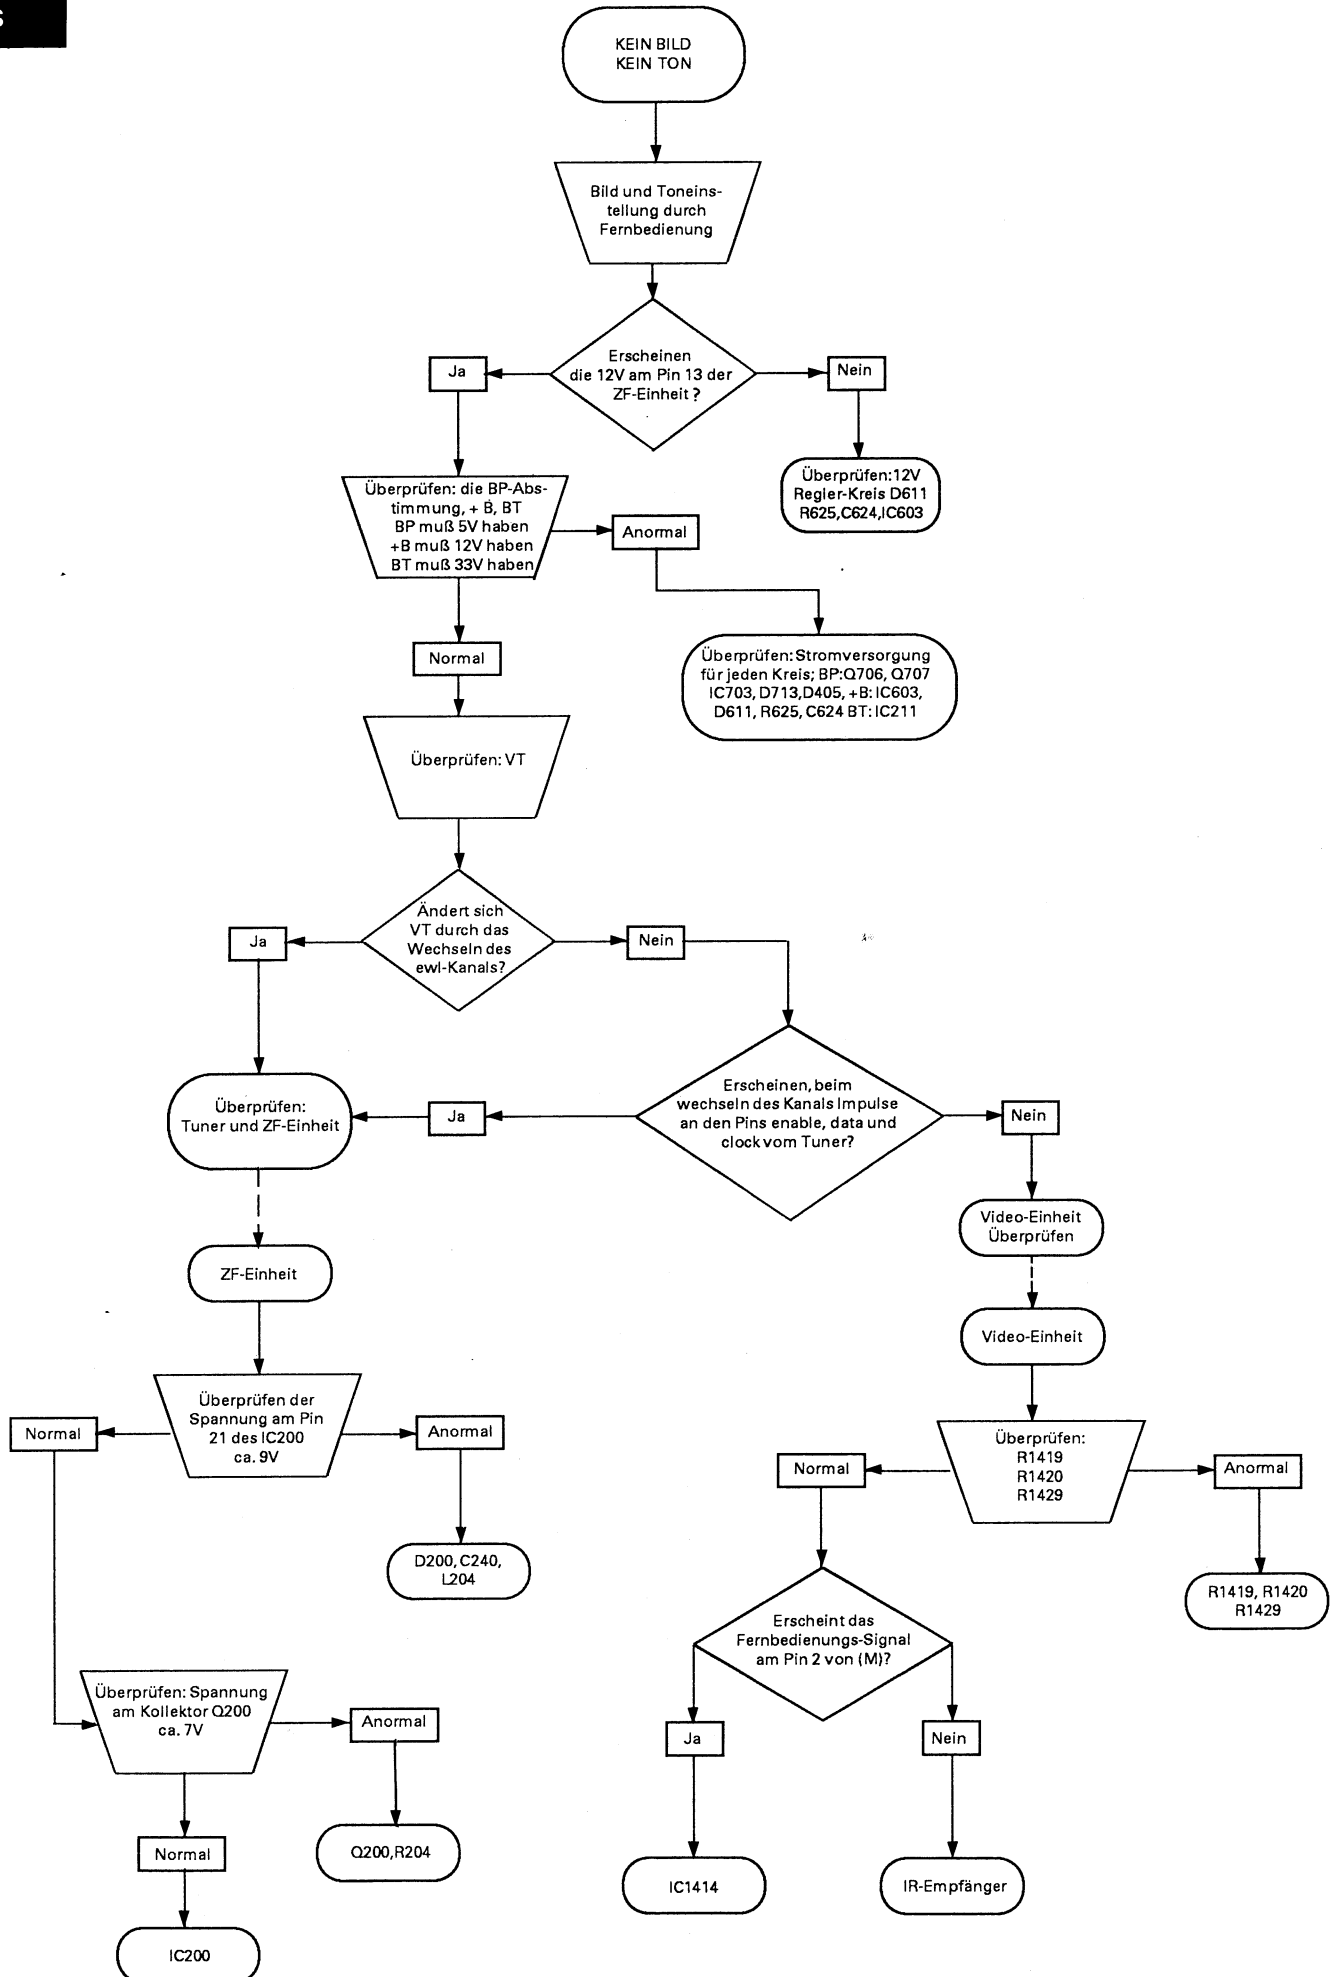 KEIN BILD
KEIN TON
Bild und Toneins-
tellung durch
Fernbedienung
Erscheinen
die 12V am Pin 13 der
ZF-Einheit ?
Ja
Nein
Überprüfen:12V
Regler-Kreis D611
R625,C624,IC603
Überprüfen: die BP-Abs-
timmung, + B, BT
BP muß 5V haben
+B muß 12V haben
BT muß 33V haben
Anormal
Normal
Überprüfen:Stromversorgung
für jeden Kreis; BP:Q706, Q707
IC703, D713,D405, +B: IC603,
D611, R625, C624 BT: IC211
Überprüfen: VT
Ändert sich
VT durch das
Wechseln des
ewl-Kanals?
Ja
Nein
Erscheinen, beim
wechseln des Kanals Impulse
an den Pins enable, data und
clock vom Tuner?
Ja
Nein
Überprüfen:
Tuner und ZF-Einheit
Video-Einheit
Überprüfen
ZF-Einheit
Video-Einheit
Überprüfen der
Spannung am Pin
21 des IC200
ca. 9V
Normal
Anormal
D200, C240,
L204
Überprüfen:
R1419
R1420
R1429
Normal
Anormal
R1419, R1420
R1429
Erscheint das
Fernbedienungs-Signal
am Pin 2 von (M)?
Überprüfen: Spannung
am Kollektor Q200
ca. 7V
Anormal
Ja
Nein
Normal
Q200,R204
IC1414
IR-Empfänger
IC200